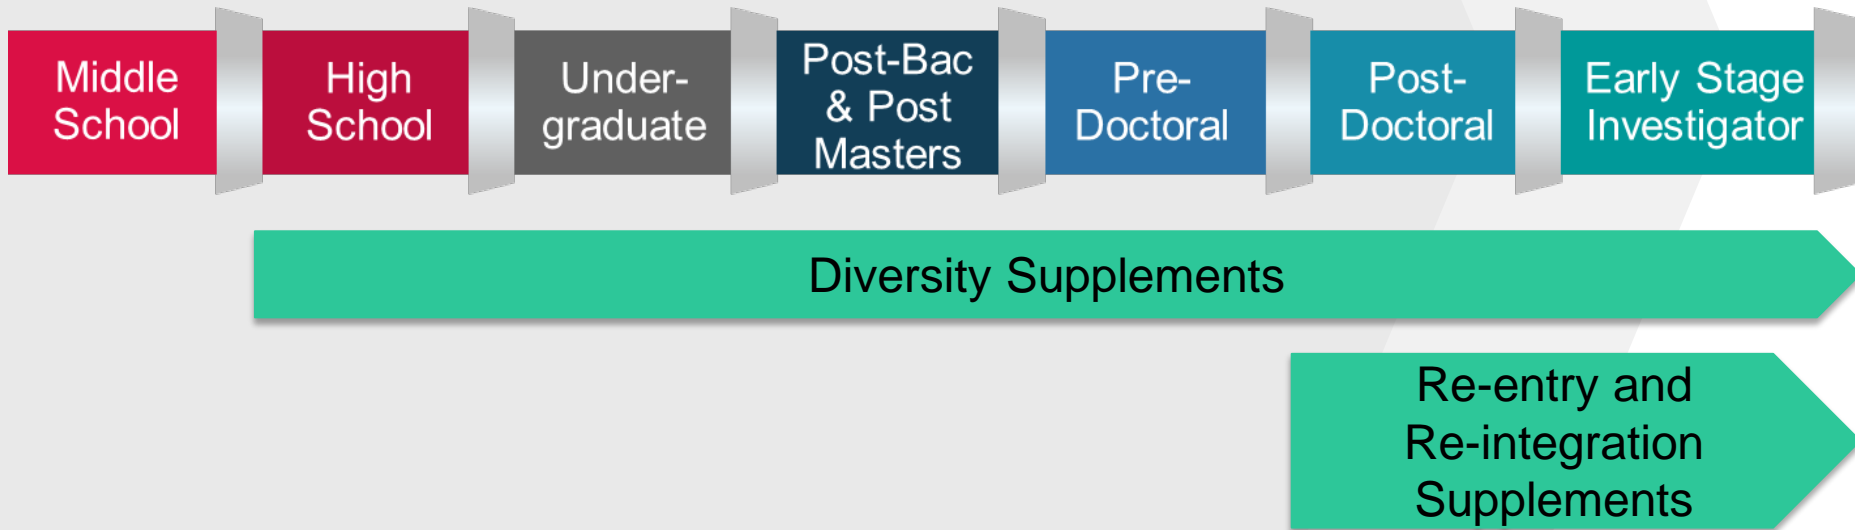 Middle
School
High
School
Under-
graduate
Post-Bac
& Post
Masters
Pre-
Doctoral
Post-
Doctoral
Early Stage
Investigator
Diversity Supplements
Re-entry and
Re-integration
Supplements